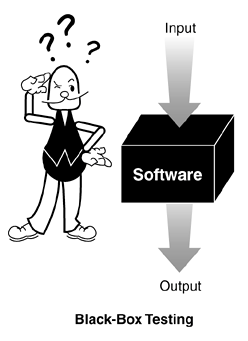 ? ? ?
Input
Software
Output
Black-Box Testing